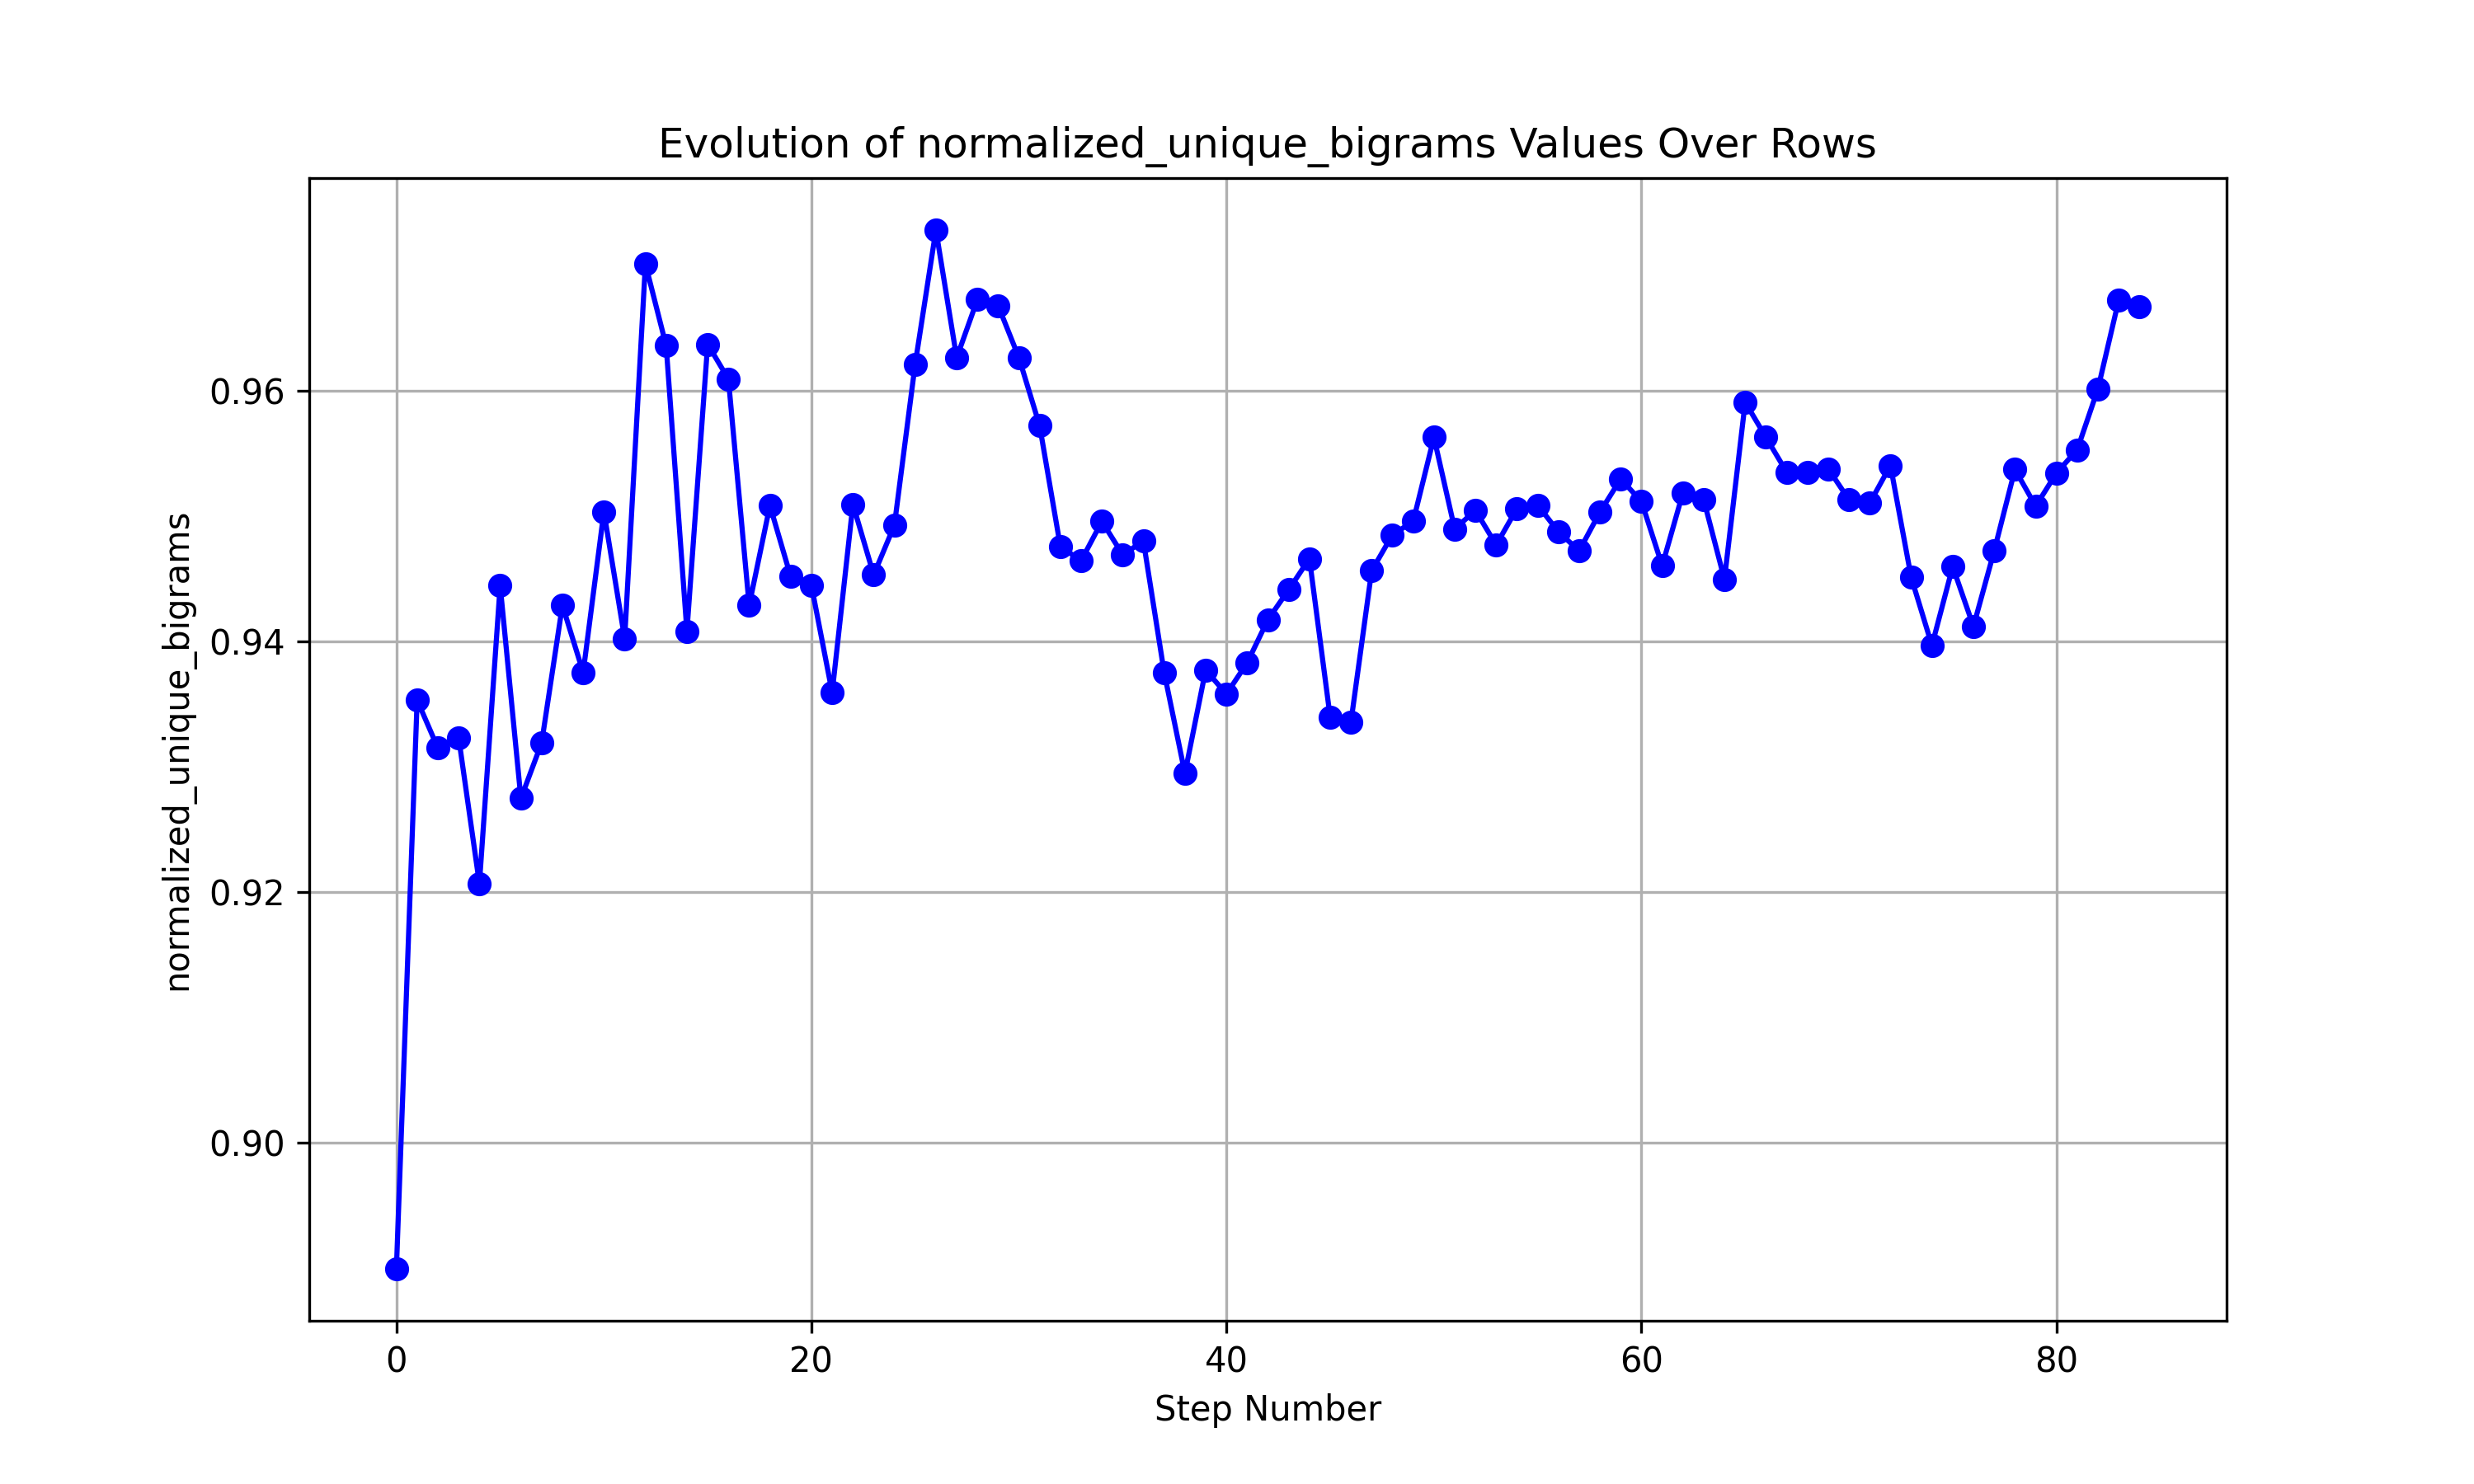 Evolution of normalized_unique_bigrams Values Over Rows
normalized_unique_bigrams
0.96
0.94
0.92
0.90
0 20 40 60 80
Step Number